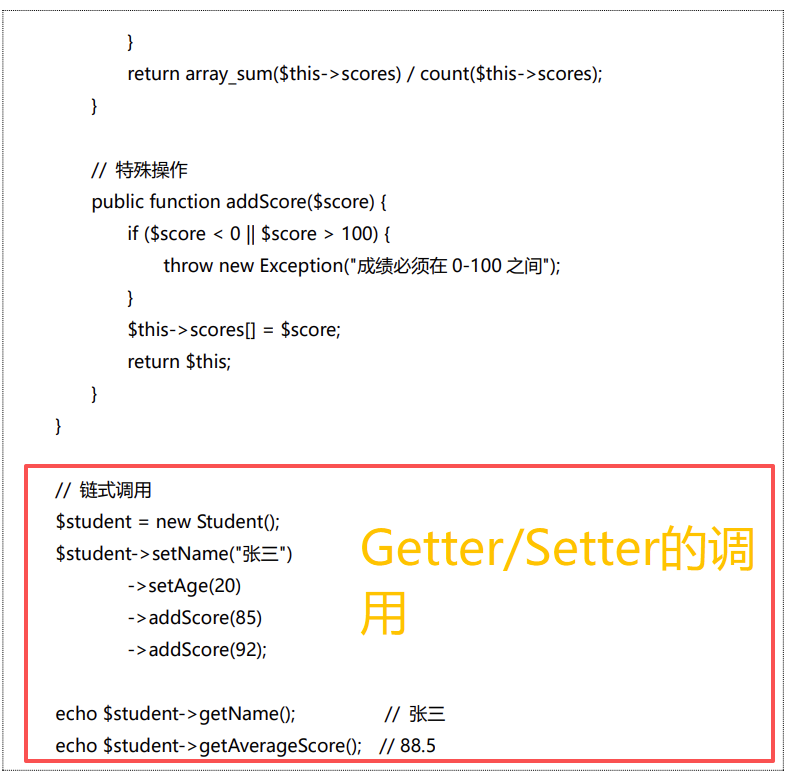 }
return array_sum($this->scores) / count($this->scores);
}
// 特殊操作
public function addScore($score) {
if ($score < 0 || $score > 100) {
throw new Exception("成绩必须在 0-100 之间");
}
$this->scores[] = $score;
return $this;
}
}
// 链式调用
$student = new Student();
$student->setName("张三")
->setAge(20)
->addScore(85)
->addScore(92);
Getter/Setter的调
用
echo $student->getName(); // 张三
echo $student->getAverageScore(); // 88.5